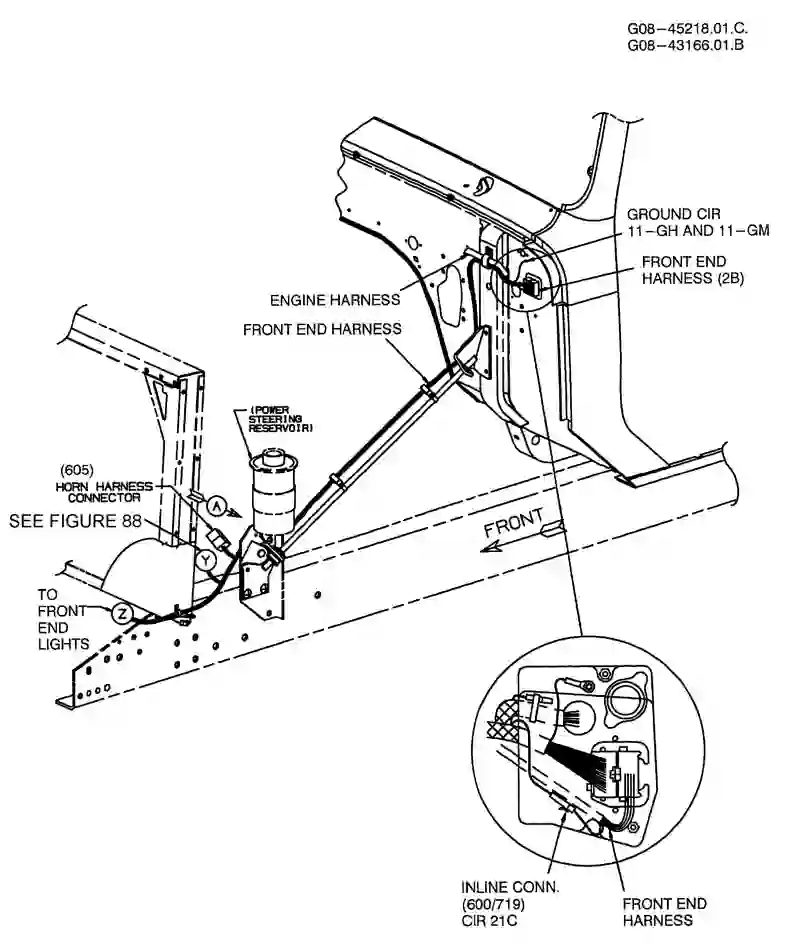 G08-45218.01.C.
G08-43166.01.B
GROUND CIR
11-GH AND 11-GM
FRONT END
HARNESS (2B)
ENGINE HARNESS
FRONT END HARNESS
(POWER
STEERING
RESERVOIR)
(605)
HORN HARNESS
CONNECTOR
A
SEE FIGURE 88
Y
FRONT
TO
FRONT
END
LIGHTS
Z
INLINE CONN.
(600/719)
CIR 21C
FRONT END
HARNESS